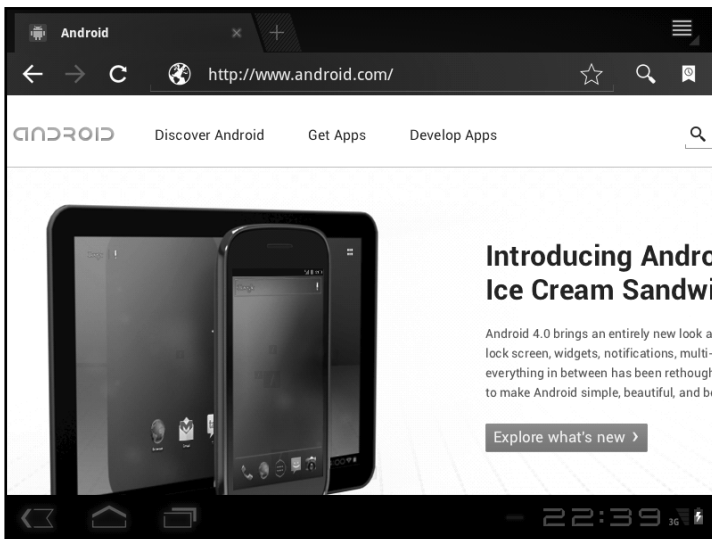 Android
http://www.android.com/
ANDROID
Discover Android
Get Apps
Develop Apps
Introducing Andro
Ice Cream Sandwi
Android 4.0 brings an entirely new look a
lock screen, widgets, notifications, multi-
everything in between has been rethough
to make Android simple, beautiful, and be
Explore what's new
22:39
3G